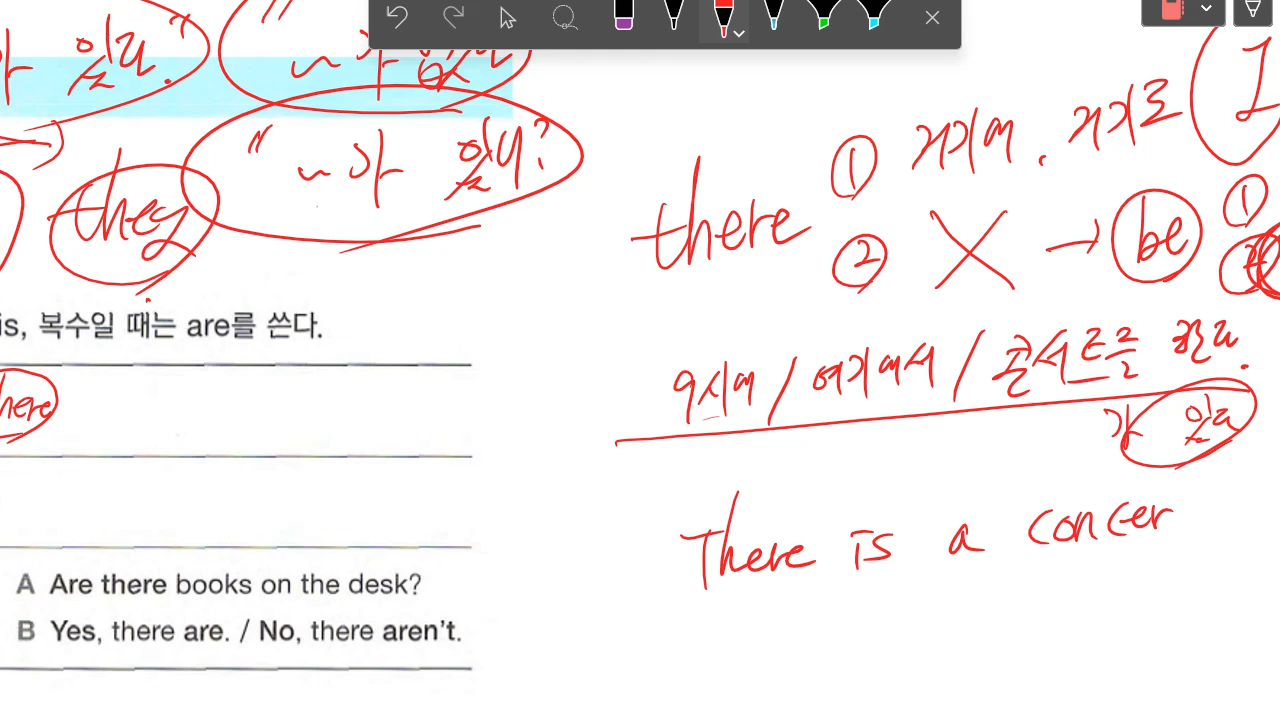 있다.
~가 없다
"~가 있니?
they
there ① 거기에, 거기로
② X → be ①
is, 복수일 때는 are를 쓴다.
9시에 / 여기에서 / 콘서트를 한다.
가 있다
here
There is a concer
A Are there books on the desk?
B Yes, there are. / No, there aren't.